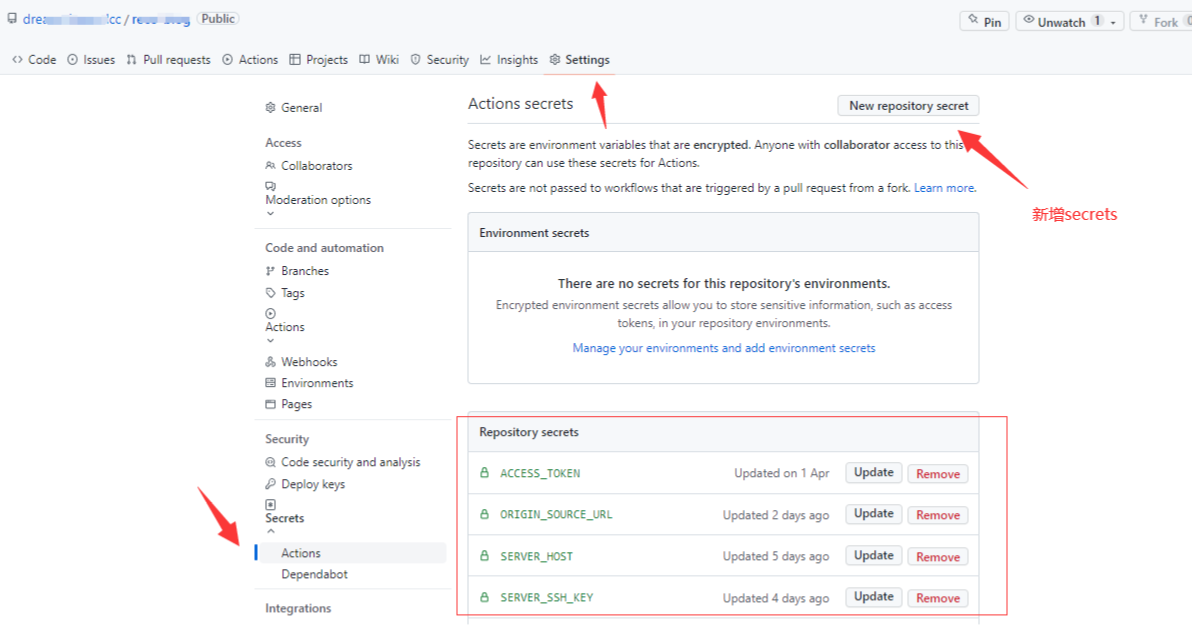 Public
Pin
Unwatch 1
Fork
Code Issues Pull requests Actions Projects Wiki Security Insights Settings
General
Access
Collaborators
Moderation options
Code and automation
Branches
Tags
Actions
Webhooks
Environments
Pages
Security
Code security and analysis
Deploy keys
Secrets
Actions
Dependabot
Integrations
Actions secrets
New repository secret
Secrets are environment variables that are encrypted. Anyone with collaborator access to this
repository can use these secrets for Actions.
Secrets are not passed to workflows that are triggered by a pull request from a fork. Learn more.
新增secrets
Environment secrets
There are no secrets for this repository's environments.
Encrypted environment secrets allow you to store sensitive information, such as access
tokens, in your repository environments.
Manage your environments and add environment secrets
Repository secrets
ACCESS_TOKEN Updated on 1 Apr Update Remove
ORIGIN_SOURCE_URL Updated 2 days ago Update Remove
SERVER_HOST Updated 5 days ago Update Remove
SERVER_SSH_KEY Updated 4 days ago Update Remove